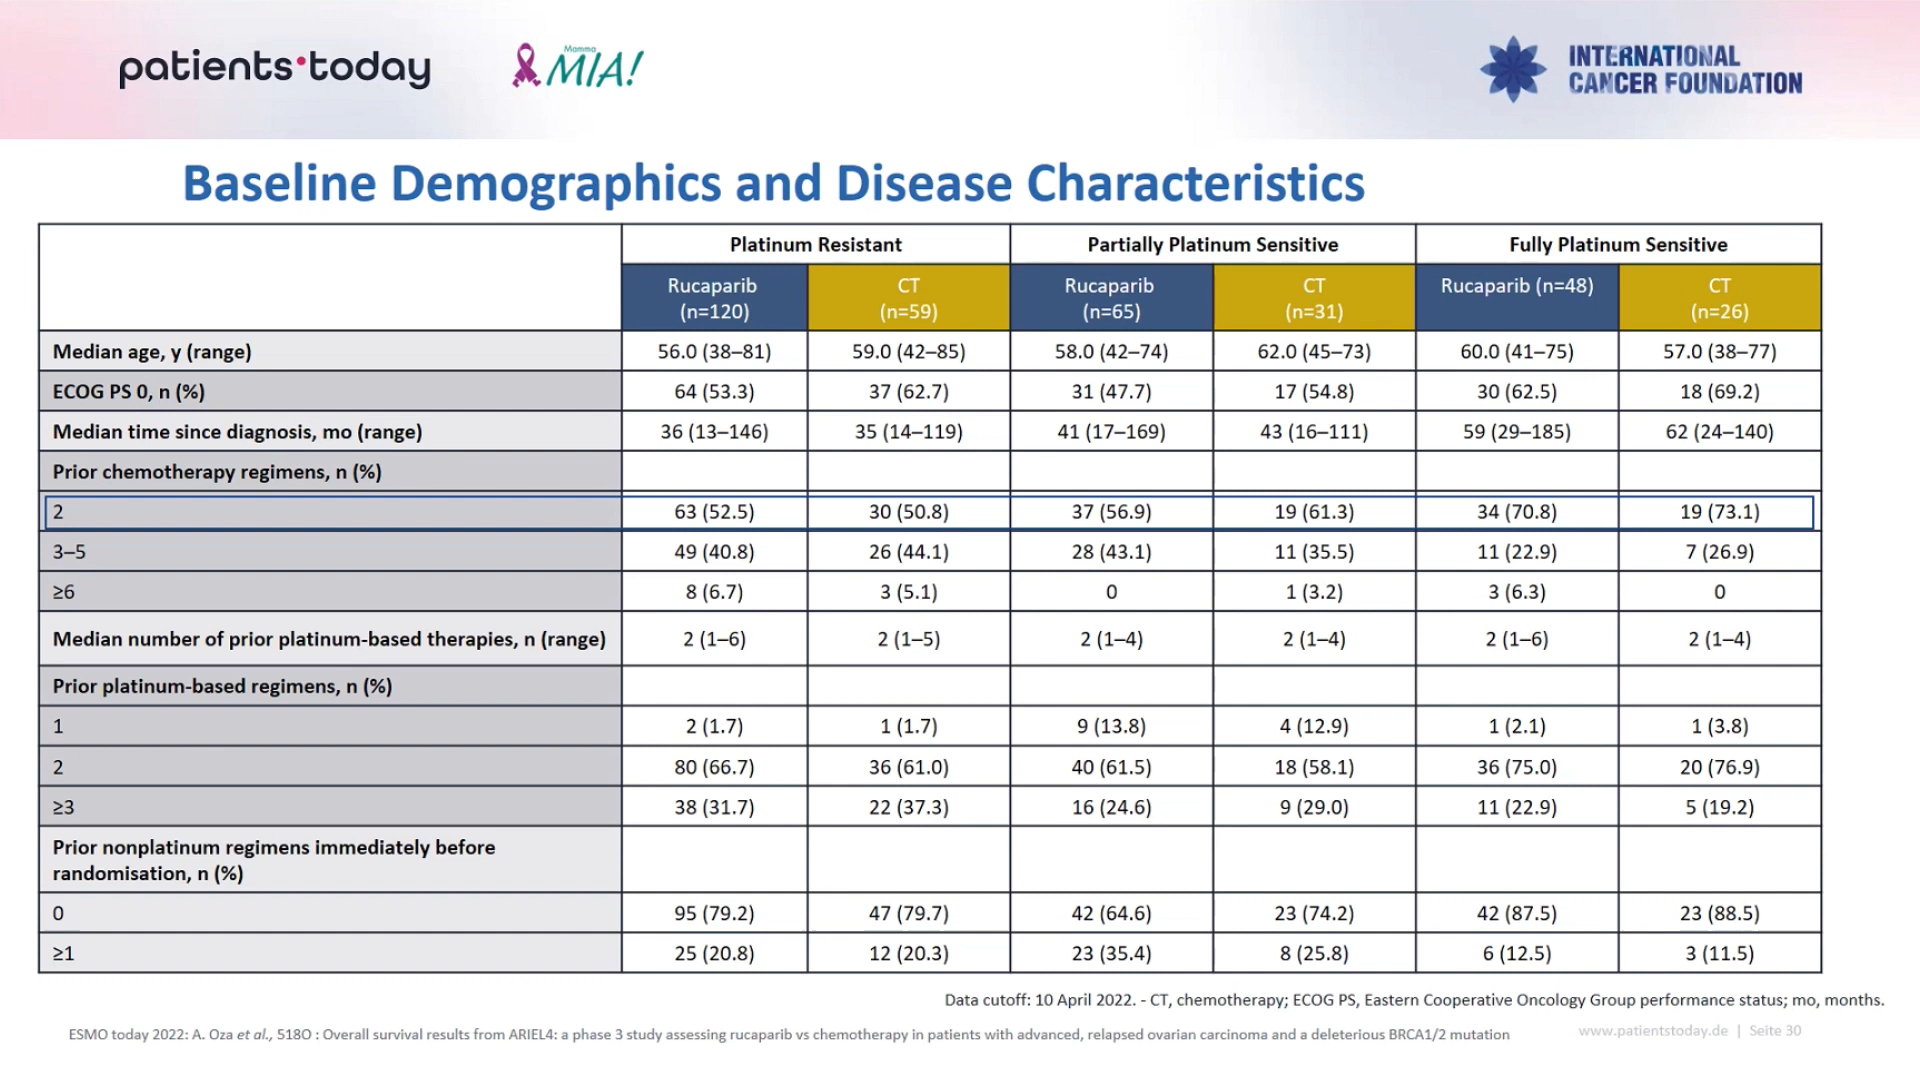 patients•today
Mamma
MIA!
INTERNATIONAL
CANCER FOUNDATION
Baseline Demographics and Disease Characteristics
Platinum Resistant Partially Platinum Sensitive Fully Platinum Sensitive
Rucaparib (n=120) CT (n=59) Rucaparib (n=65) CT (n=31) Rucaparib (n=48) CT (n=26)
Median age, y (range) 56.0 (38–81) 59.0 (42–85) 58.0 (42–74) 62.0 (45–73) 60.0 (41–75) 57.0 (38–77)
ECOG PS 0, n (%) 64 (53.3) 37 (62.7) 31 (47.7) 17 (54.8) 30 (62.5) 18 (69.2)
Median time since diagnosis, mo (range) 36 (13–146) 35 (14–119) 41 (17–169) 43 (16–111) 59 (29–185) 62 (24–140)
Prior chemotherapy regimens, n (%)
2 63 (52.5) 30 (50.8) 37 (56.9) 19 (61.3) 34 (70.8) 19 (73.1)
3–5 49 (40.8) 26 (44.1) 28 (43.1) 11 (35.5) 11 (22.9) 7 (26.9)
≥6 8 (6.7) 3 (5.1) 0 1 (3.2) 3 (6.3) 0
Median number of prior platinum-based therapies, n (range) 2 (1–6) 2 (1–5) 2 (1–4) 2 (1–4) 2 (1–6) 2 (1–4)
Prior platinum-based regimens, n (%)
1 2 (1.7) 1 (1.7) 9 (13.8) 4 (12.9) 1 (2.1) 1 (3.8)
2 80 (66.7) 36 (61.0) 40 (61.5) 18 (58.1) 36 (75.0) 20 (76.9)
≥3 38 (31.7) 22 (37.3) 16 (24.6) 9 (29.0) 11 (22.9) 5 (19.2)
Prior nonplatinum regimens immediately before
randomisation, n (%)
0 95 (79.2) 47 (79.7) 42 (64.6) 23 (74.2) 42 (87.5) 23 (88.5)
≥1 25 (20.8) 12 (20.3) 23 (35.4) 8 (25.8) 6 (12.5) 3 (11.5)
Data cutoff: 10 April 2022. - CT, chemotherapy; ECOG PS, Eastern Cooperative Oncology Group performance status; mo, months.
ESMO today 2022: A. Oza et al., 518O : Overall survival results from ARIEL4: a phase 3 study assessing rucaparib vs chemotherapy in patients with advanced, relapsed ovarian carcinoma and a deleterious BRCA1/2 mutation
www.patientstoday.de | Seite 30